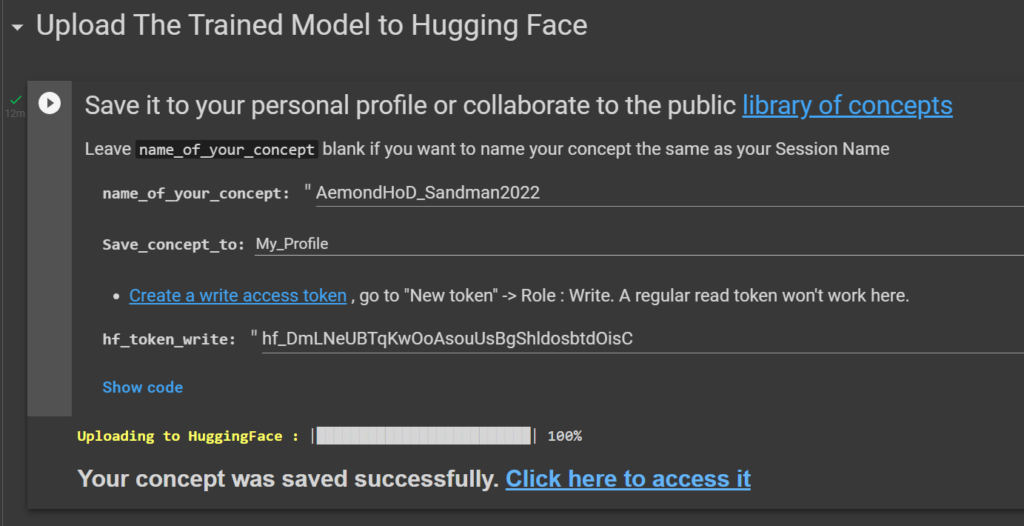 Upload The Trained Model to Hugging Face
Save it to your personal profile or collaborate to the public library of concepts
12m
Leave name_of_your_concept blank if you want to name your concept the same as your Session Name
name_of_your_concept: " AemondHoD_Sandman2022
Save_concept_to: My_Profile
• Create a write access token , go to "New token" -> Role : Write. A regular read token won't work here.
hf_token_write: " 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
Show code
Uploading to HuggingFace : | | 100%
Your concept was saved successfully. Click here to access it